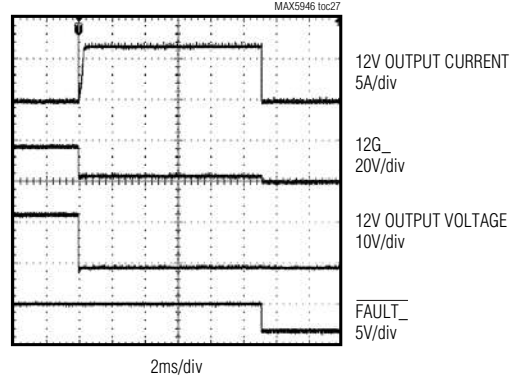 MAX5946 toc27
12V OUTPUT CURRENT
5A/div
12G_
20V/div
12V OUTPUT VOLTAGE
10V/div
FAULT_
5V/div
2ms/div